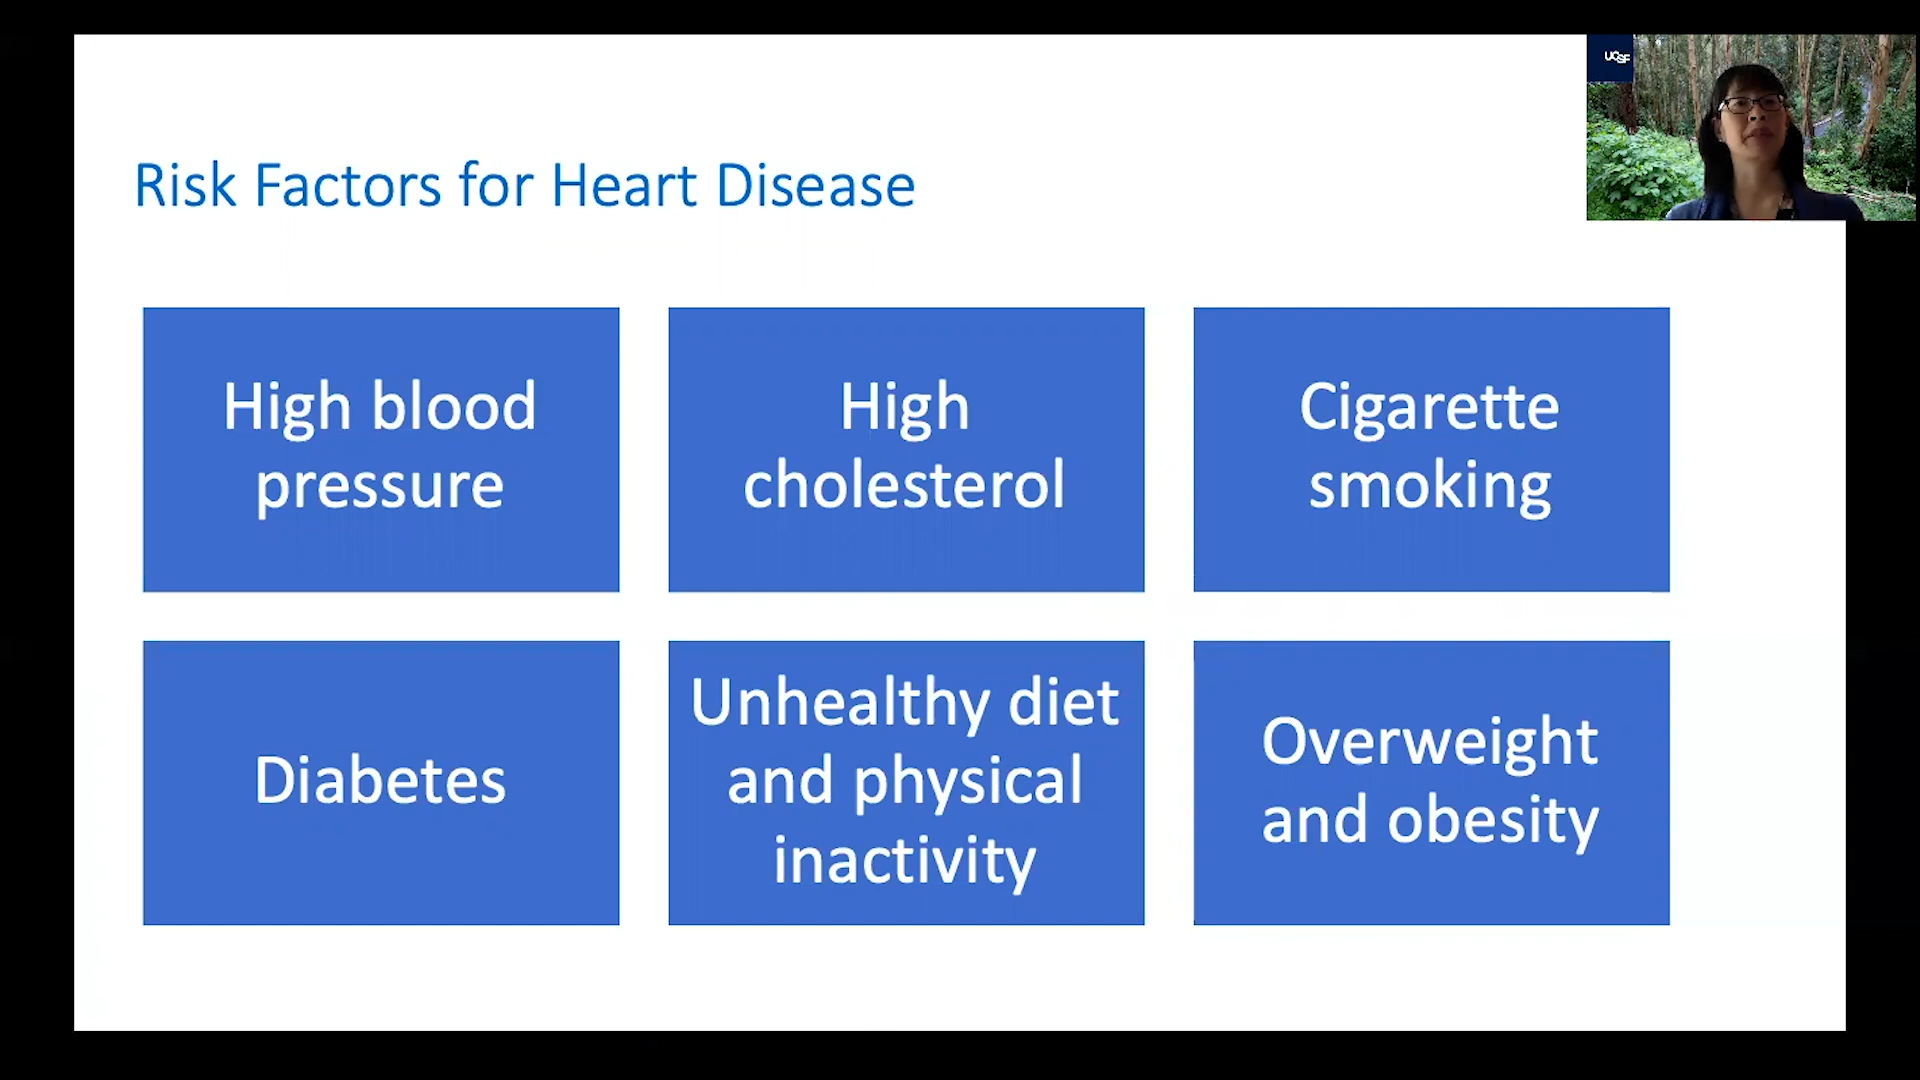 UCSF
Risk Factors for Heart Disease
High blood
pressure
High
cholesterol
Cigarette
smoking
Diabetes
Unhealthy diet
and physical
inactivity
Overweight
and obesity